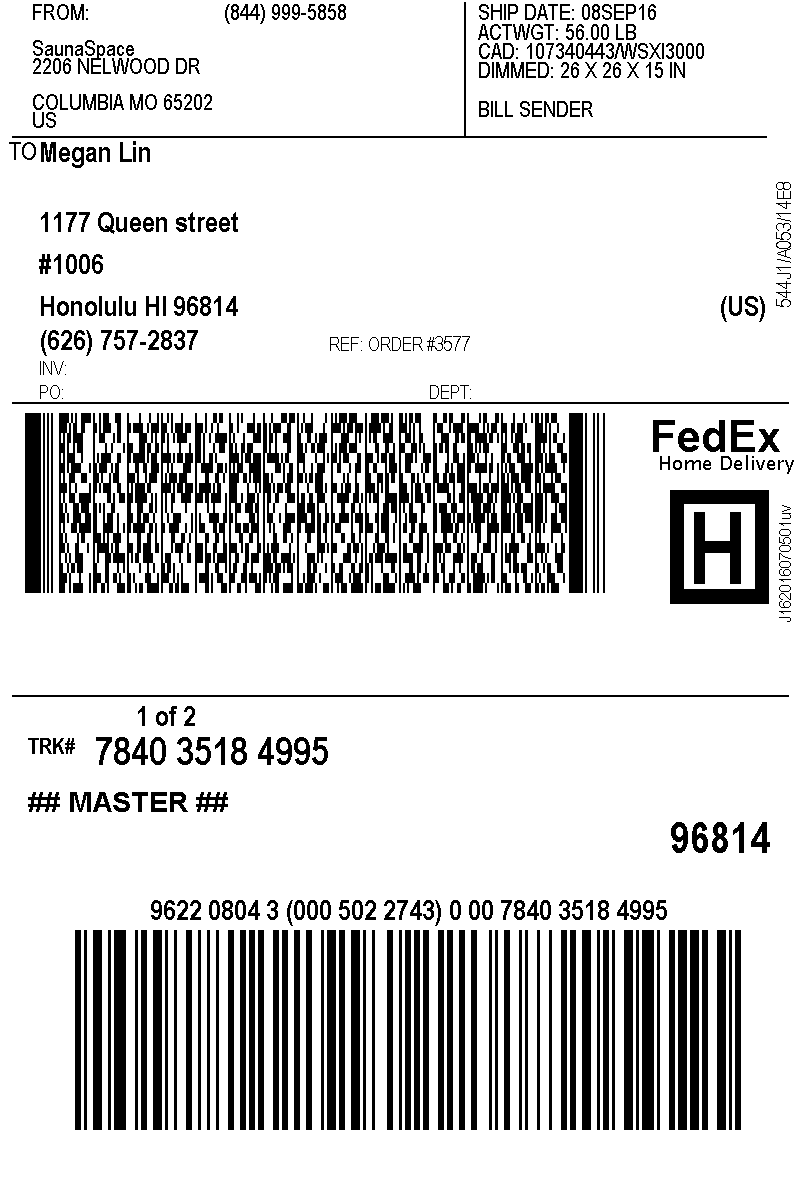 FROM: (844) 999-5858
SaunaSpace
2206 NELWOOD DR
COLUMBIA MO 65202
US
SHIP DATE: 08SEP16
ACTWGT: 56.00 LB
CAD: 107340443/WSXI3000
DIMMED: 26 X 26 X 15 IN
BILL SENDER
TO Megan Lin
1177 Queen street
#1006
Honolulu HI 96814 (US)
(626) 757-2837 REF: ORDER #3577
INV:
PO: DEPT:
544J1/A053/14E8
FedEx
Home Delivery
H
J162016070501uv
1 of 2
TRK# 7840 3518 4995
## MASTER ##
96814
9622 0804 3 (000 502 2743) 0 00 7840 3518 4995